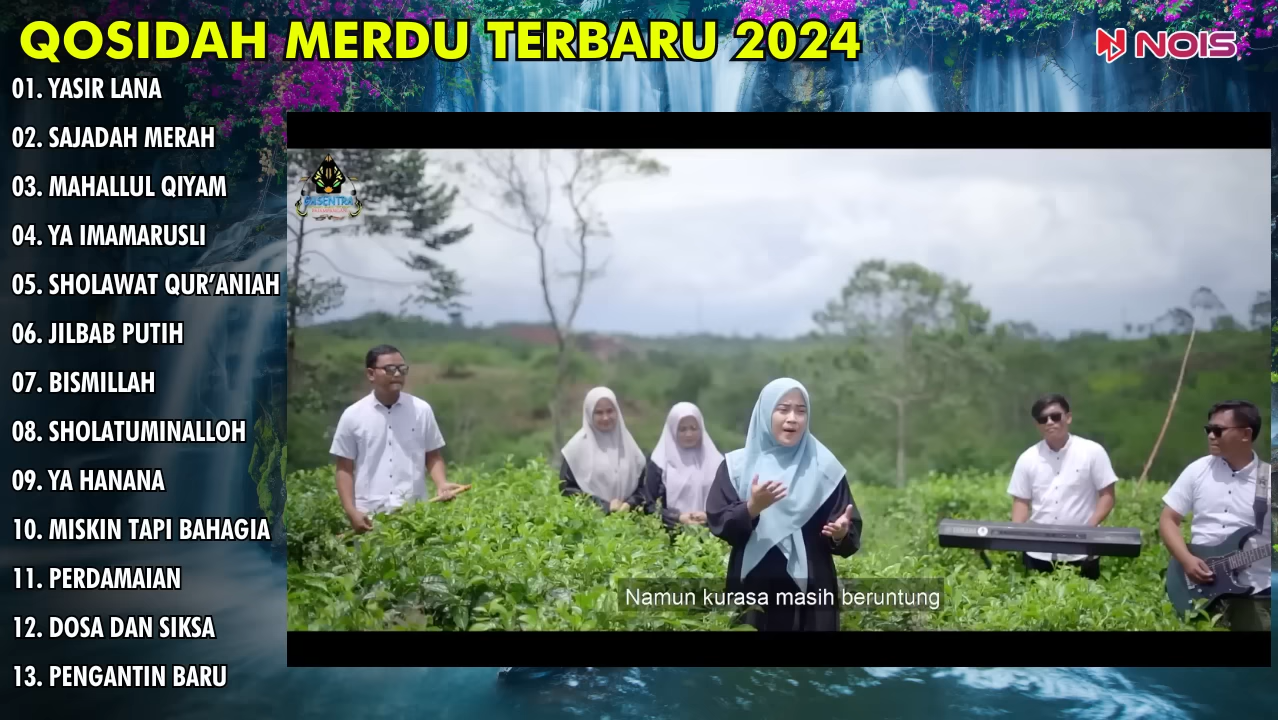 QOSIDAH MERDU TERBARU 2024
NOIS
01. YASIR LANA
02. SAJADAH MERAH
03. MAHALLUL QIYAM
04. YA IMAMARUSLI
05. SHOLAWAT QUR'ANIAH
06. JILBAB PUTIH
07. BISMILLAH
08. SHOLATUMINALLOH
09. YA HANANA
10. MISKIN TAPI BAHAGIA
11. PERDAMAIAN
12. DOSA DAN SIKSA
13. PENGANTIN BARU
Namun kurasa masih beruntung